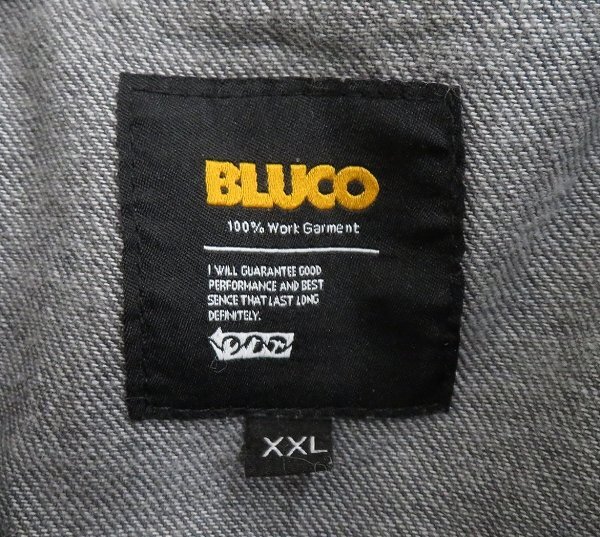 BLUCO
100% Work Garment
I WILL GUARANTEE GOOD
PERFORMANCE AND BEST
SENCE THAT LAST LONG
DEFINITELY.
XXL